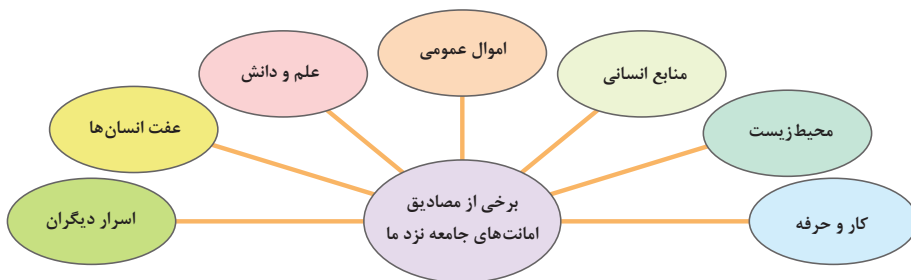 اموال عمومی
علم و دانش
منابع انسانی
عفت انسان‌ها
محیط‌زیست
برخی از مصادیق
امانت‌های جامعه نزد ما
اسرار دیگران
کار و حرفه